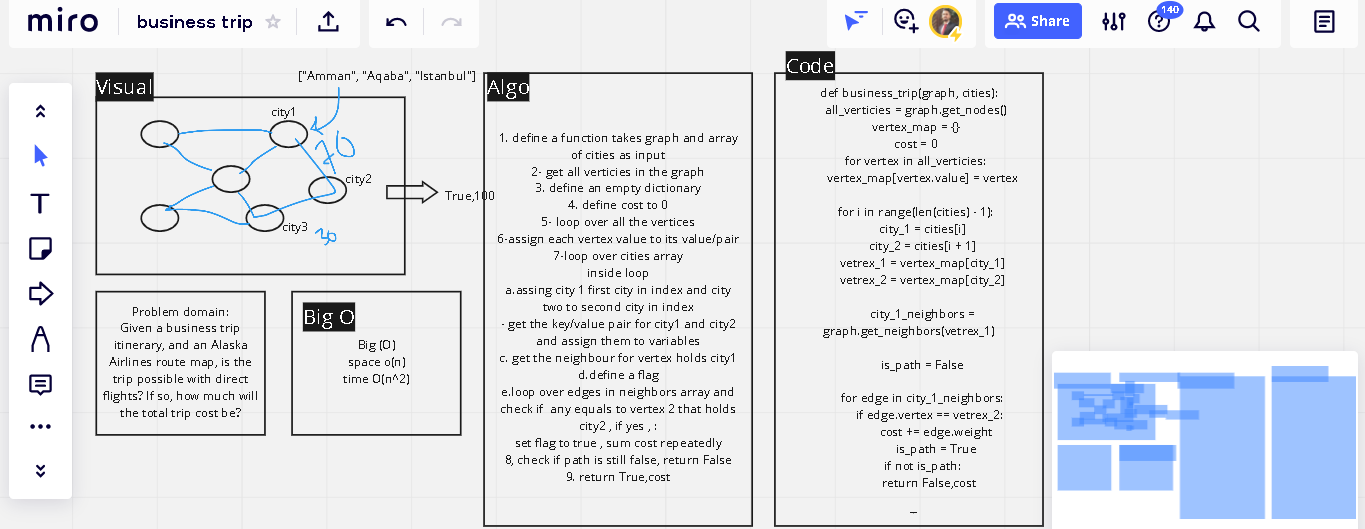 miro
business trip
140
Share
Visual
["Amman", "Aqaba", "Istanbul"]
city1
70
city2
city3
30
True,100
Problem domain:
Given a business trip
itinerary, and an Alaska
Airlines route map, is the
trip possible with direct
flights? If so, how much will
the total trip cost be?
Big O
Big (O)
space o(n)
time O(n^2)
Algo
1. define a function takes graph and array
of cities as input
2- get all verticies in the graph
3. define an empty dictionary
4. define cost to 0
5- loop over all the vertices
6-assign each vertex value to its value/pair
7-loop over cities array
inside loop
a.assing city 1 first city in index and city
two to second city in index
- get the key/value pair for city1 and city2
and assign them to variables
c. get the neighbour for vertex holds city1
d.define a flag
e.loop over edges in neighbors array and
check if any equals to vertex 2 that holds
city2 , if yes , :
set flag to true , sum cost repeatedly
8, check if path is still false, return False
9. return True,cost
Code
def business_trip(graph, cities):
all_verticies = graph.get_nodes()
vertex_map = {}
cost = 0
for vertex in all_verticies:
vertex_map[vertex.value] = vertex
for i in range(len(cities) - 1):
city_1 = cities[i]
city_2 = cities[i + 1]
vetrex_1 = vertex_map[city_1]
vetrex_2 = vertex_map[city_2]
city_1_neighbors =
graph.get_neighbors(vetrex_1)
is_path = False
for edge in city_1_neighbors:
if edge.vertex == vetrex_2:
cost += edge.weight
is_path = True
if not is_path:
return False,cost